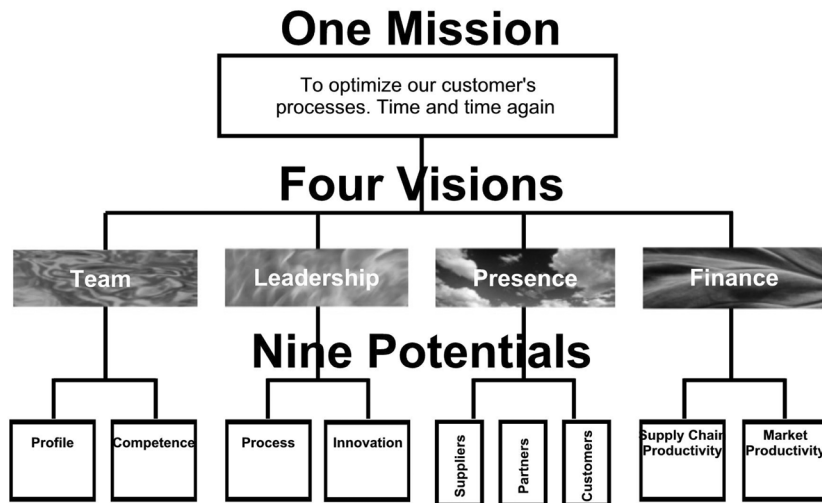 One Mission
To optimize our customer's
processes. Time and time again
Four Visions
Team
Leadership
Presence
Finance
Nine Potentials
Profile
Competence
Process
Innovation
Suppliers
Partners
Customers
Supply Chain
Productivity
Market
Productivity